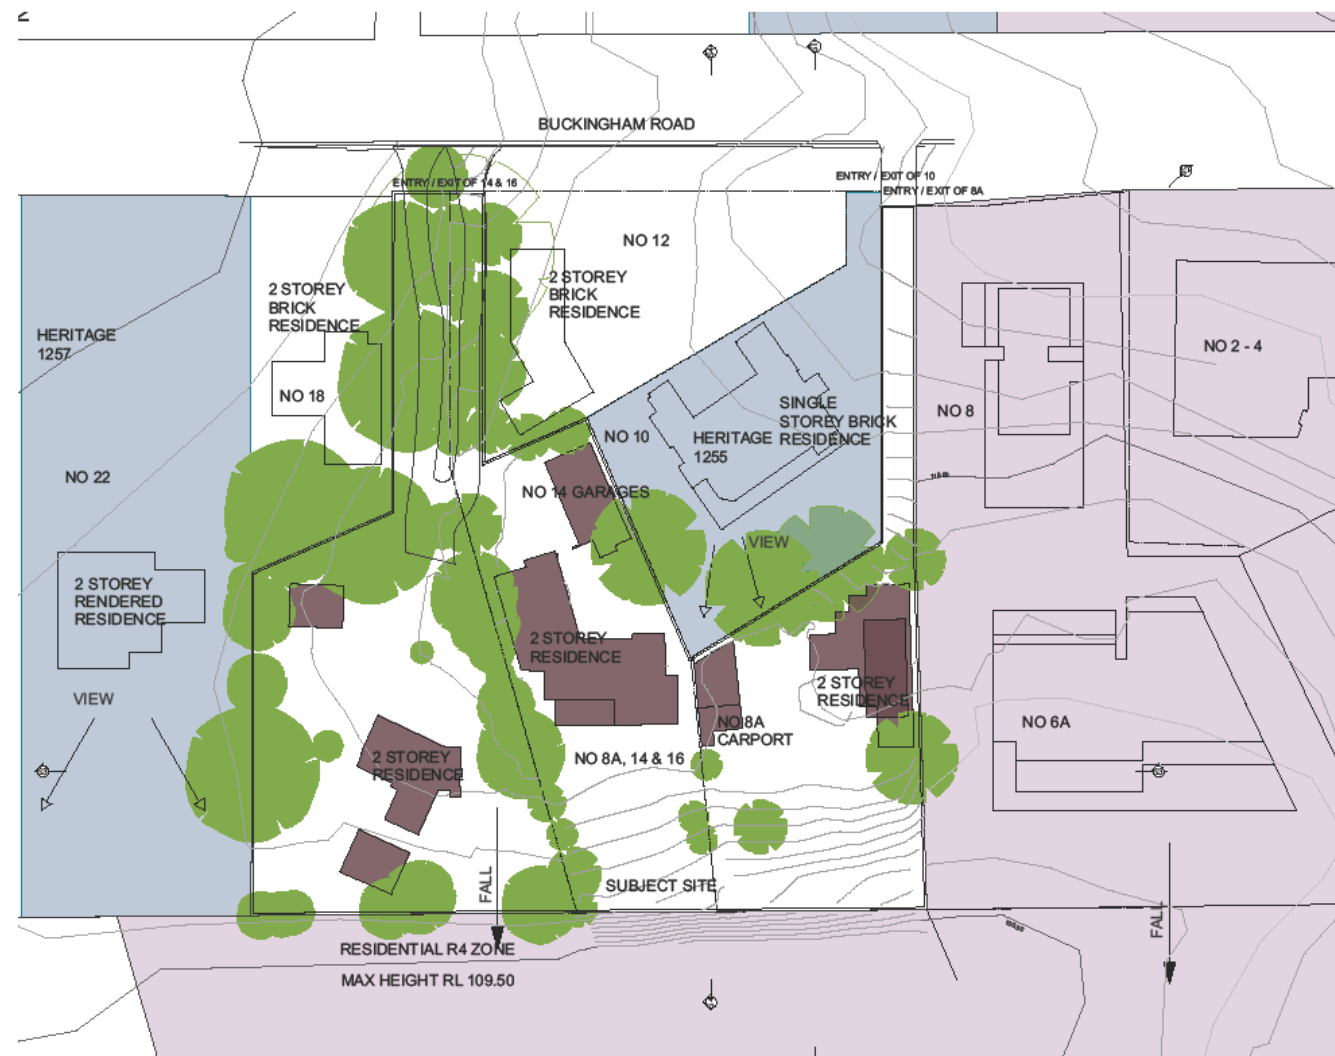 BUCKINGHAM ROAD
ENTRY / EXIT OF 14 & 16
ENTRY / EXIT OF 10
ENTRY / EXIT OF 8A
NO 12
2 STOREY
BRICK
RESIDENCE
2 STOREY
BRICK
RESIDENCE
HERITAGE
1257
NO 18
NO 2 - 4
NO 8
SINGLE
STOREY BRICK
RESIDENCE
NO 10
HERITAGE
1255
NO 22
NO 14 GARAGES
VIEW
2 STOREY
RENDERED
RESIDENCE
2 STOREY
RESIDENCE
2 STOREY
RESIDENCE
VIEW
NO 8A
CARPORT
NO 6A
2 STOREY
RESIDENCE
NO 8A, 14 & 16
FALL
SUBJECT SITE
FALL
RESIDENTIAL R4 ZONE
MAX HEIGHT RL 109.50